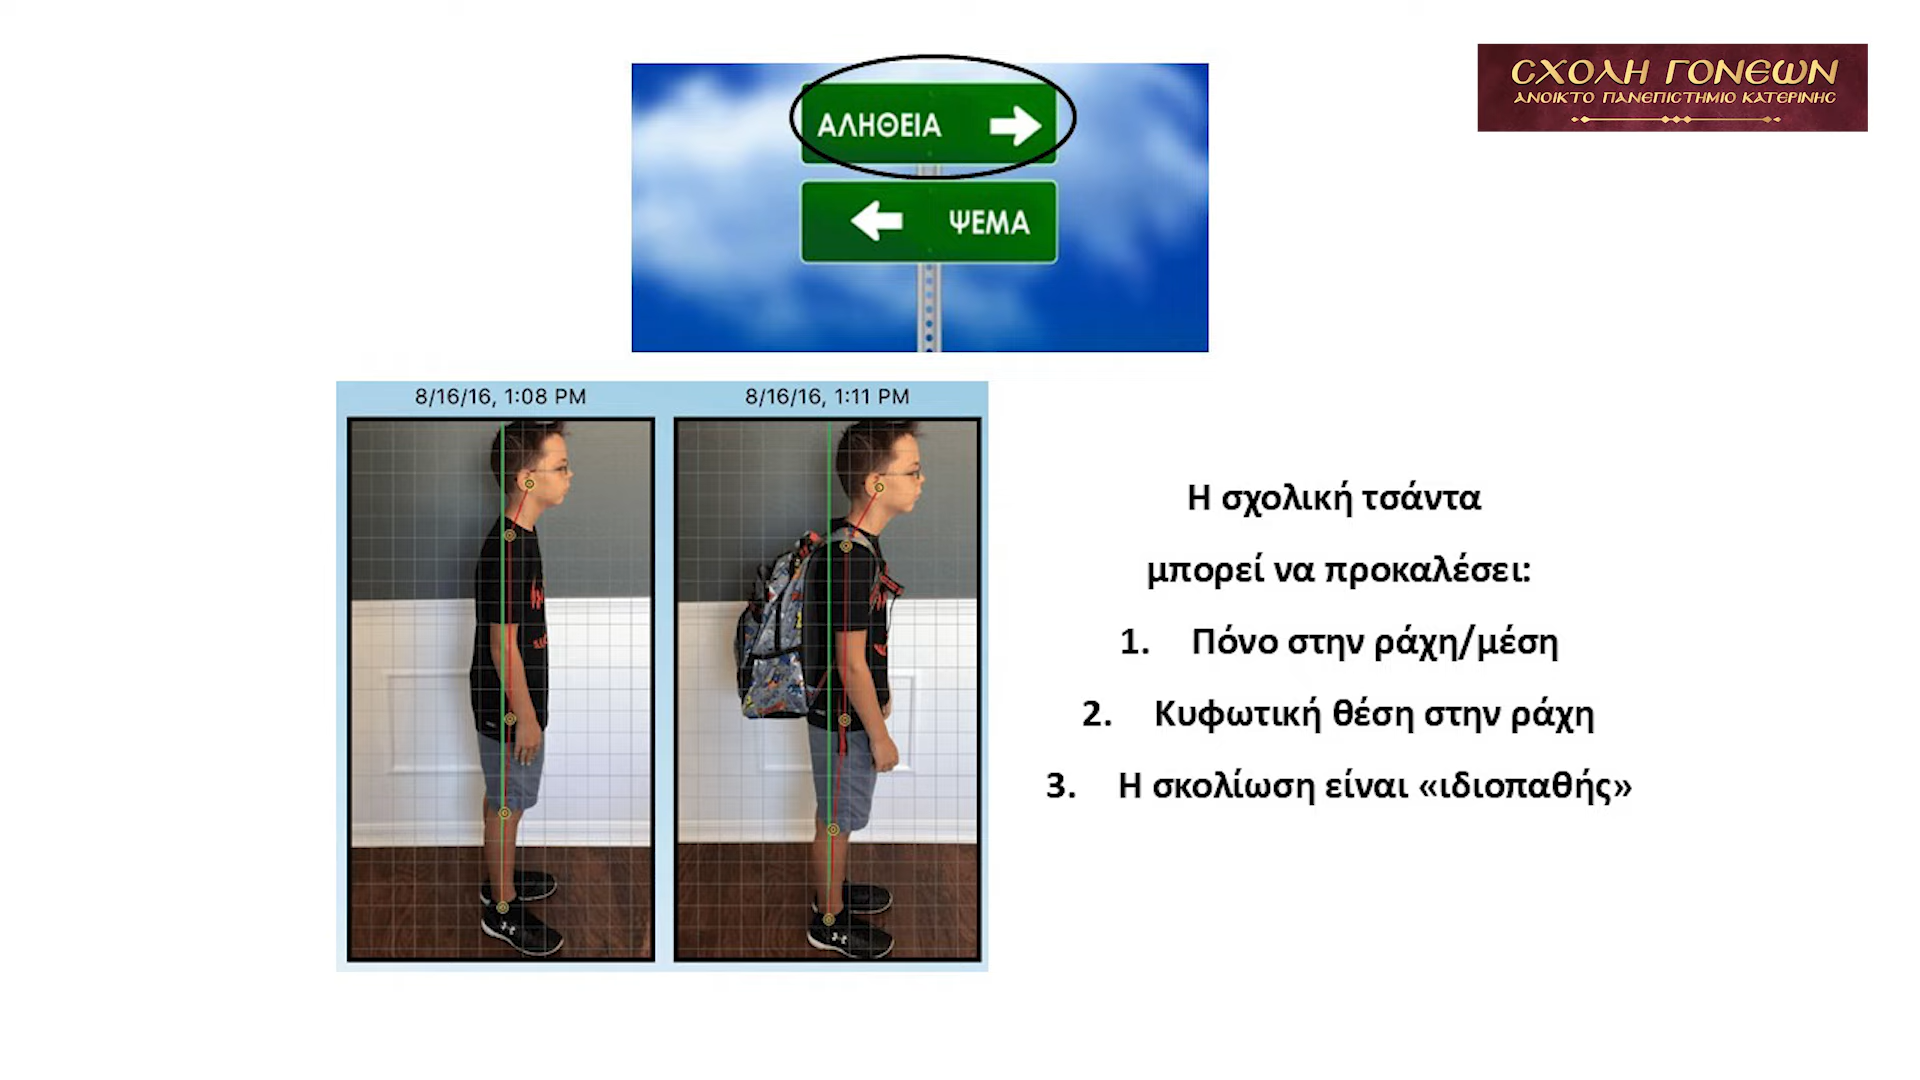 ΣΧΟΛΗ ΓΟΝΕΩΝ
ΑΝΟΙΚΤΟ ΠΑΝΕΠΙΣΤΗΜΙΟ ΚΑΤΕΡΙΝΗΣ
ΑΛΗΘΕΙΑ
ΨΕΜΑ
8/16/16, 1:08 PM
8/16/16, 1:11 PM
Η σχολική τσάντα
μπορεί να προκαλέσει:
1. Πόνο στην ράχη/μέση
2. Κυφωτική θέση στην ράχη
3. Η σκολίωση είναι «ιδιοπαθής»